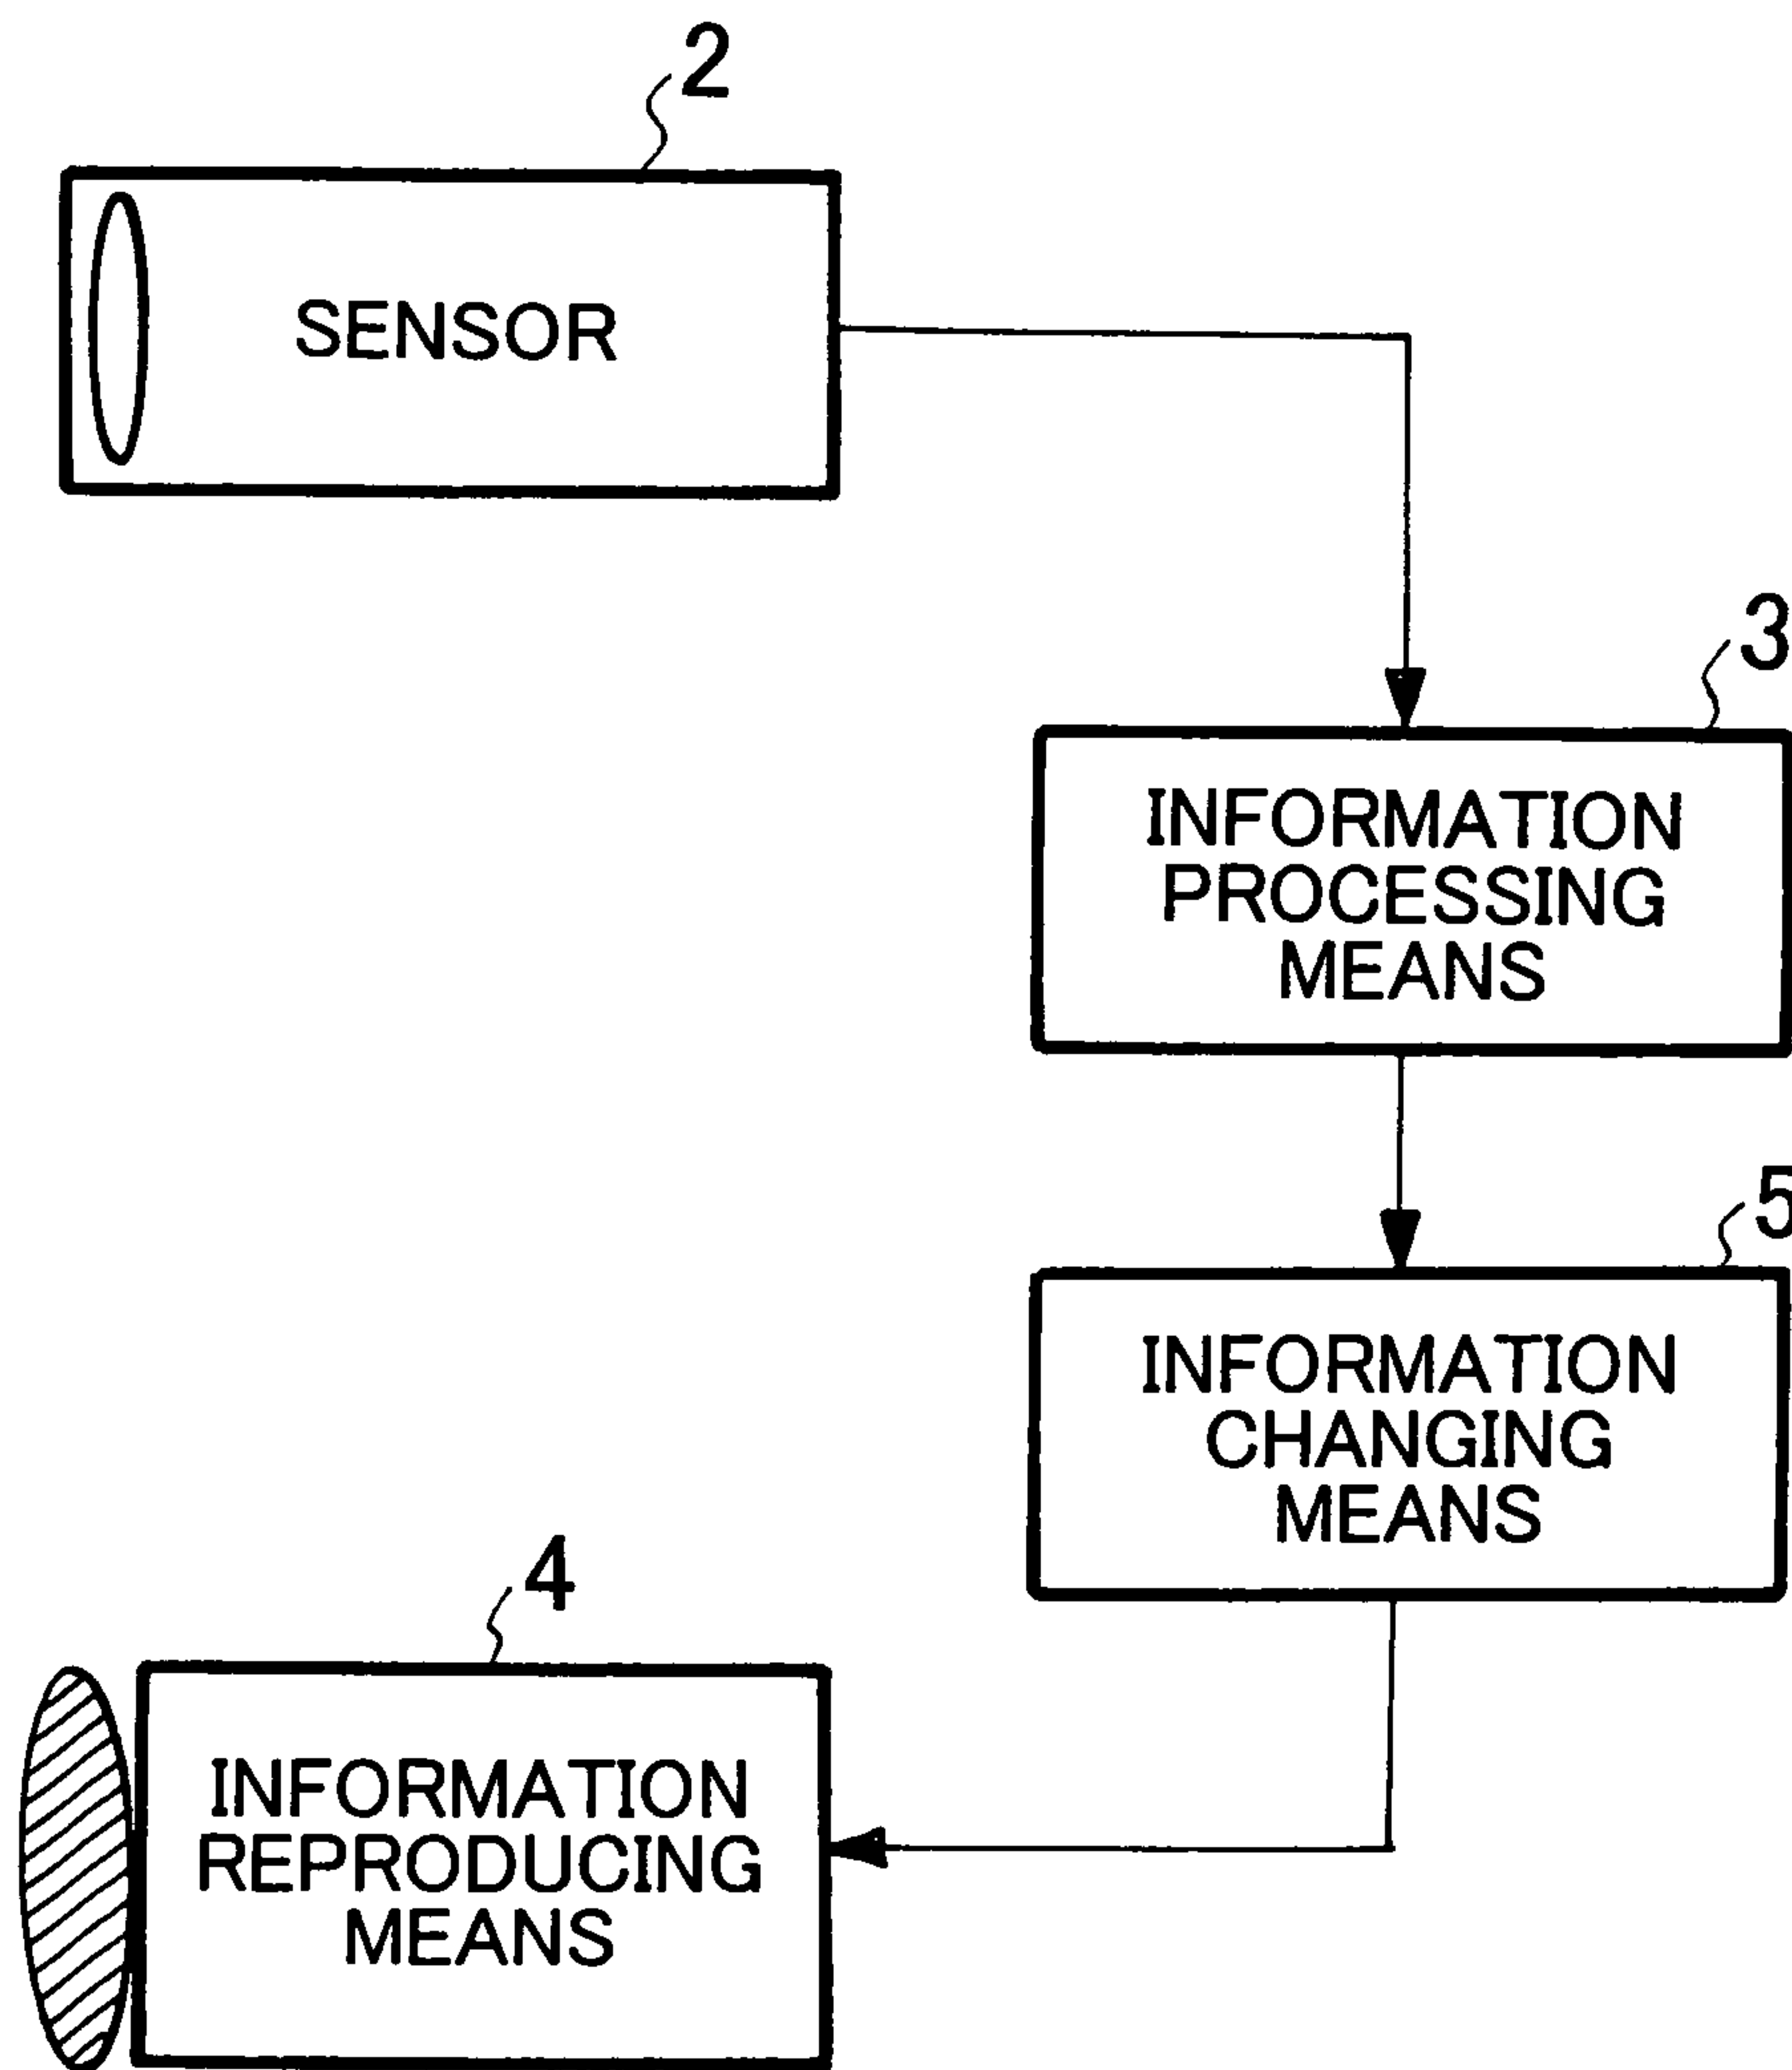 2
SENSOR
3
INFORMATION
PROCESSING
MEANS
5
INFORMATION
CHANGING
MEANS
4
INFORMATION
REPRODUCING
MEANS